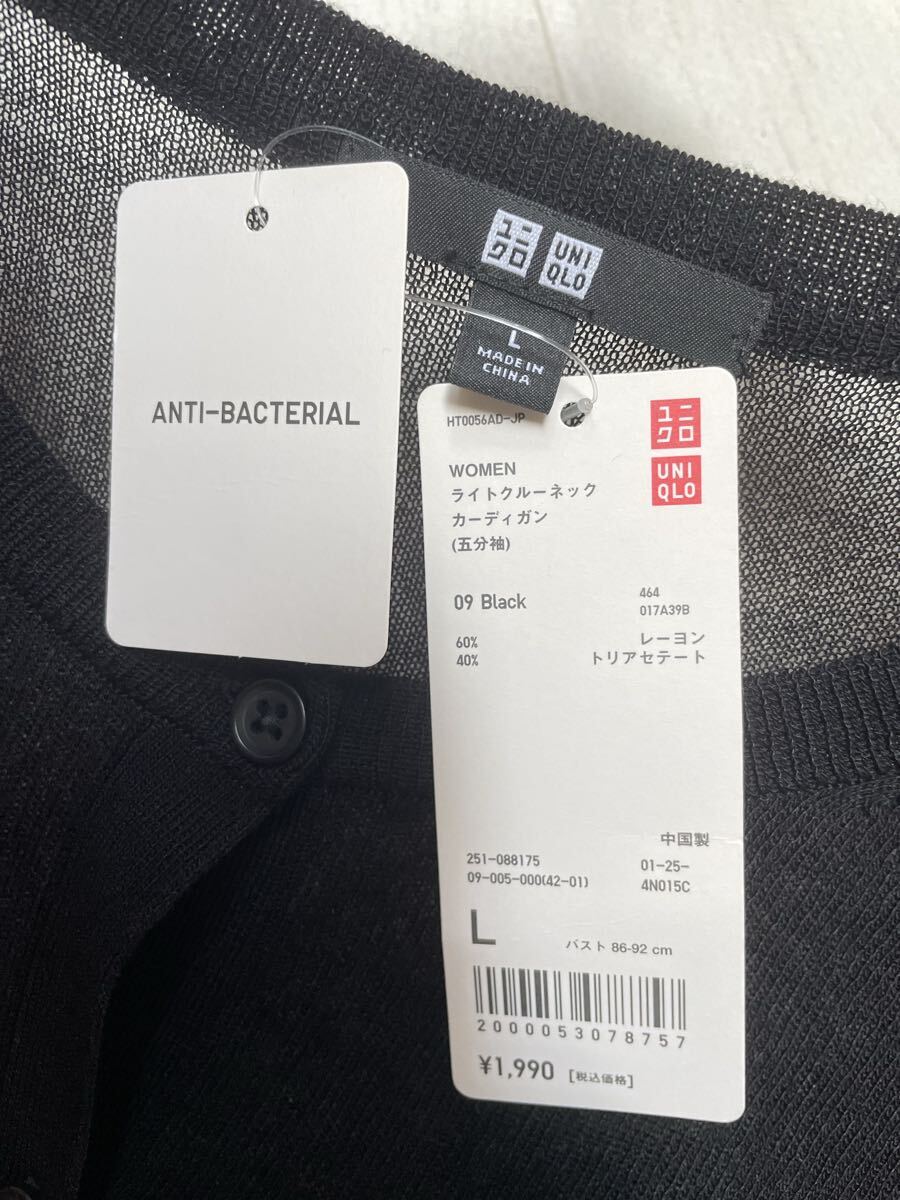 ユニ
クロ
UNI
QLO
L
MADE IN
CHINA
ANTI-BACTERIAL
HT0056AD-JP
ユニ
クロ
UNI
QLO
WOMEN
ライトクルーネック
カーディガン
(五分袖)
09 Black
464
017A39B
60% レーヨン
40% トリアセテート
中国製
251-088175 01-25-
09-005-000(42-01) 4N015C
L バスト 86-92 cm
2000053078757
¥1,990 [税込価格]